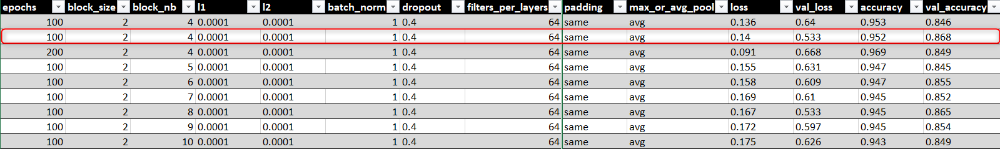 epochs block_size block_nb l1 l2 batch_norm dropout filters_per_layers padding max_or_avg_pool loss val_loss accuracy val_accuracy
100 2 4 0.0001 0.0001 1 0.4 64 same avg 0.136 0.64 0.953 0.846
100 2 4 0.0001 0.0001 1 0.4 64 same avg 0.14 0.533 0.952 0.868
200 2 4 0.0001 0.0001 1 0.4 64 same avg 0.091 0.668 0.969 0.849
100 2 5 0.0001 0.0001 1 0.4 64 same avg 0.155 0.631 0.947 0.845
100 2 6 0.0001 0.0001 1 0.4 64 same avg 0.158 0.609 0.947 0.855
100 2 7 0.0001 0.0001 1 0.4 64 same avg 0.169 0.61 0.945 0.852
100 2 8 0.0001 0.0001 1 0.4 64 same avg 0.167 0.533 0.945 0.865
100 2 9 0.0001 0.0001 1 0.4 64 same avg 0.172 0.597 0.945 0.854
100 2 10 0.0001 0.0001 1 0.4 64 same avg 0.175 0.626 0.943 0.849